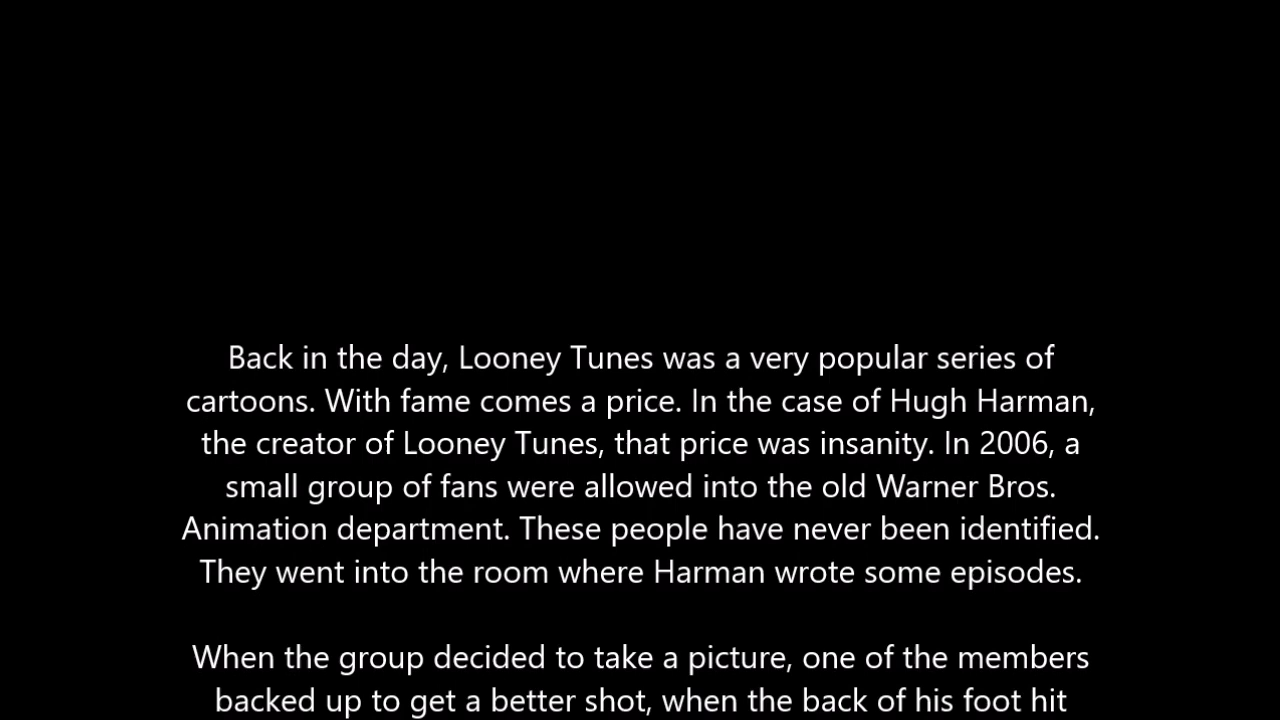 Back in the day, Looney Tunes was a very popular series of
cartoons. With fame comes a price. In the case of Hugh Harman,
the creator of Looney Tunes, that price was insanity. In 2006, a
small group of fans were allowed into the old Warner Bros.
Animation department. These people have never been identified.
They went into the room where Harman wrote some episodes.
When the group decided to take a picture, one of the members
backed up to get a better shot, when the back of his foot hit